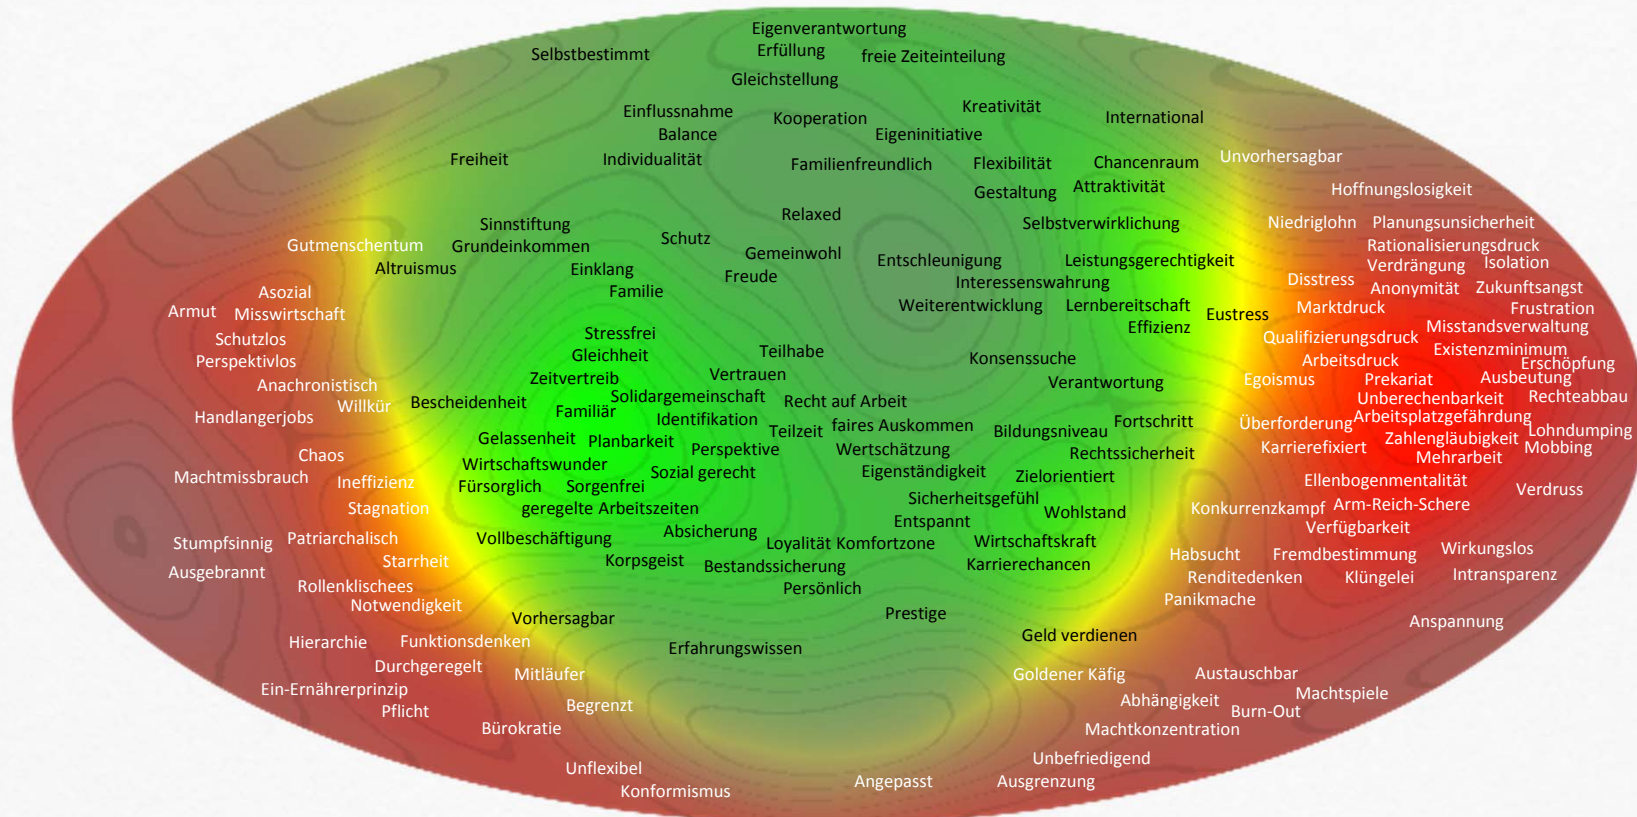 Eigenverantwortung
Selbstbestimmt
Erfüllung
freie Zeiteinteilung
Gleichstellung
Kreativität
Einflussnahme
Kooperation
International
Balance
Eigeninitiative
Freiheit
Individualität
Familienfreundlich
Flexibilität
Chancenraum
Unvorhersagbar
Gestaltung
Attraktivität
Hoffnungslosigkeit
Relaxed
Sinnstiftung
Selbstverwirklichung
Niedriglohn
Planungsunsicherheit
Gutmenschentum
Grundeinkommen
Schutz
Gemeinwohl
Rationalisierungsdruck
Altruismus
Einklang
Freude
Entschleunigung
Leistungsgerechtigkeit
Verdrängung
Isolation
Asozial
Familie
Interessenswahrung
Disstress
Anonymität
Zukunftsangst
Armut
Misswirtschaft
Weiterentwicklung
Lernbereitschaft
Eustress
Marktdruck
Frustration
Schutzlos
Stressfrei
Effizienz
Qualifizierungsdruck
Misstandsverwaltung
Perspektivlos
Gleichheit
Teilhabe
Konsenssuche
Arbeitsdruck
Existenzminimum
Erschöpfung
Anachronistisch
Zeitvertreib
Vertrauen
Verantwortung
Egoismus
Prekariat
Ausbeutung
Willkür
Bescheidenheit
Solidargemeinschaft
Recht auf Arbeit
Unberechenbarkeit
Rechteabbau
Handlangerjobs
Familiär
Identifikation
Teilzeit
faires Auskommen
Fortschritt
Überforderung
Arbeitsplatzgefährdung
Lohndumping
Gelassenheit
Planbarkeit
Perspektive
Wertschätzung
Bildungsniveau
Rechtssicherheit
Karrierefixiert
Zahlengläubigkeit
Mobbing
Chaos
Wirtschaftswunder
Sozial gerecht
Eigenständigkeit
Zielorientiert
Mehrarbeit
Machtmissbrauch
Ineffizienz
Fürsorglich
Sorgenfrei
Ellenbogenmentalität
Verdruss
Stagnation
geregelte Arbeitszeiten
Sicherheitsgefühl
Wohlstand
Konkurrenzkampf
Arm-Reich-Schere
Entspannt
Verfügbarkeit
Stumpfsinnig
Patriarchalisch
Vollbeschäftigung
Absicherung
Loyalität
Komfortzone
Wirtschaftskraft
Habsucht
Fremdbestimmung
Wirkungslos
Ausgebrannt
Starrheit
Korpsgeist
Bestandssicherung
Karrierechancen
Renditedenken
Klüngelei
Intransparenz
Rollenklischees
Persönlich
Panikmache
Notwendigkeit
Vorhersagbar
Prestige
Anspannung
Hierarchie
Funktionsdenken
Erfahrungswissen
Geld verdienen
Durchgeregelt
Mitläufer
Goldener Käfig
Austauschbar
Ein-Ernährerprinzip
Machtspiele
Pflicht
Begrenzt
Abhängigkeit
Burn-Out
Bürokratie
Machtkonzentration
Unbefriedigend
Unflexibel
Angepasst
Ausgrenzung
Konformismus